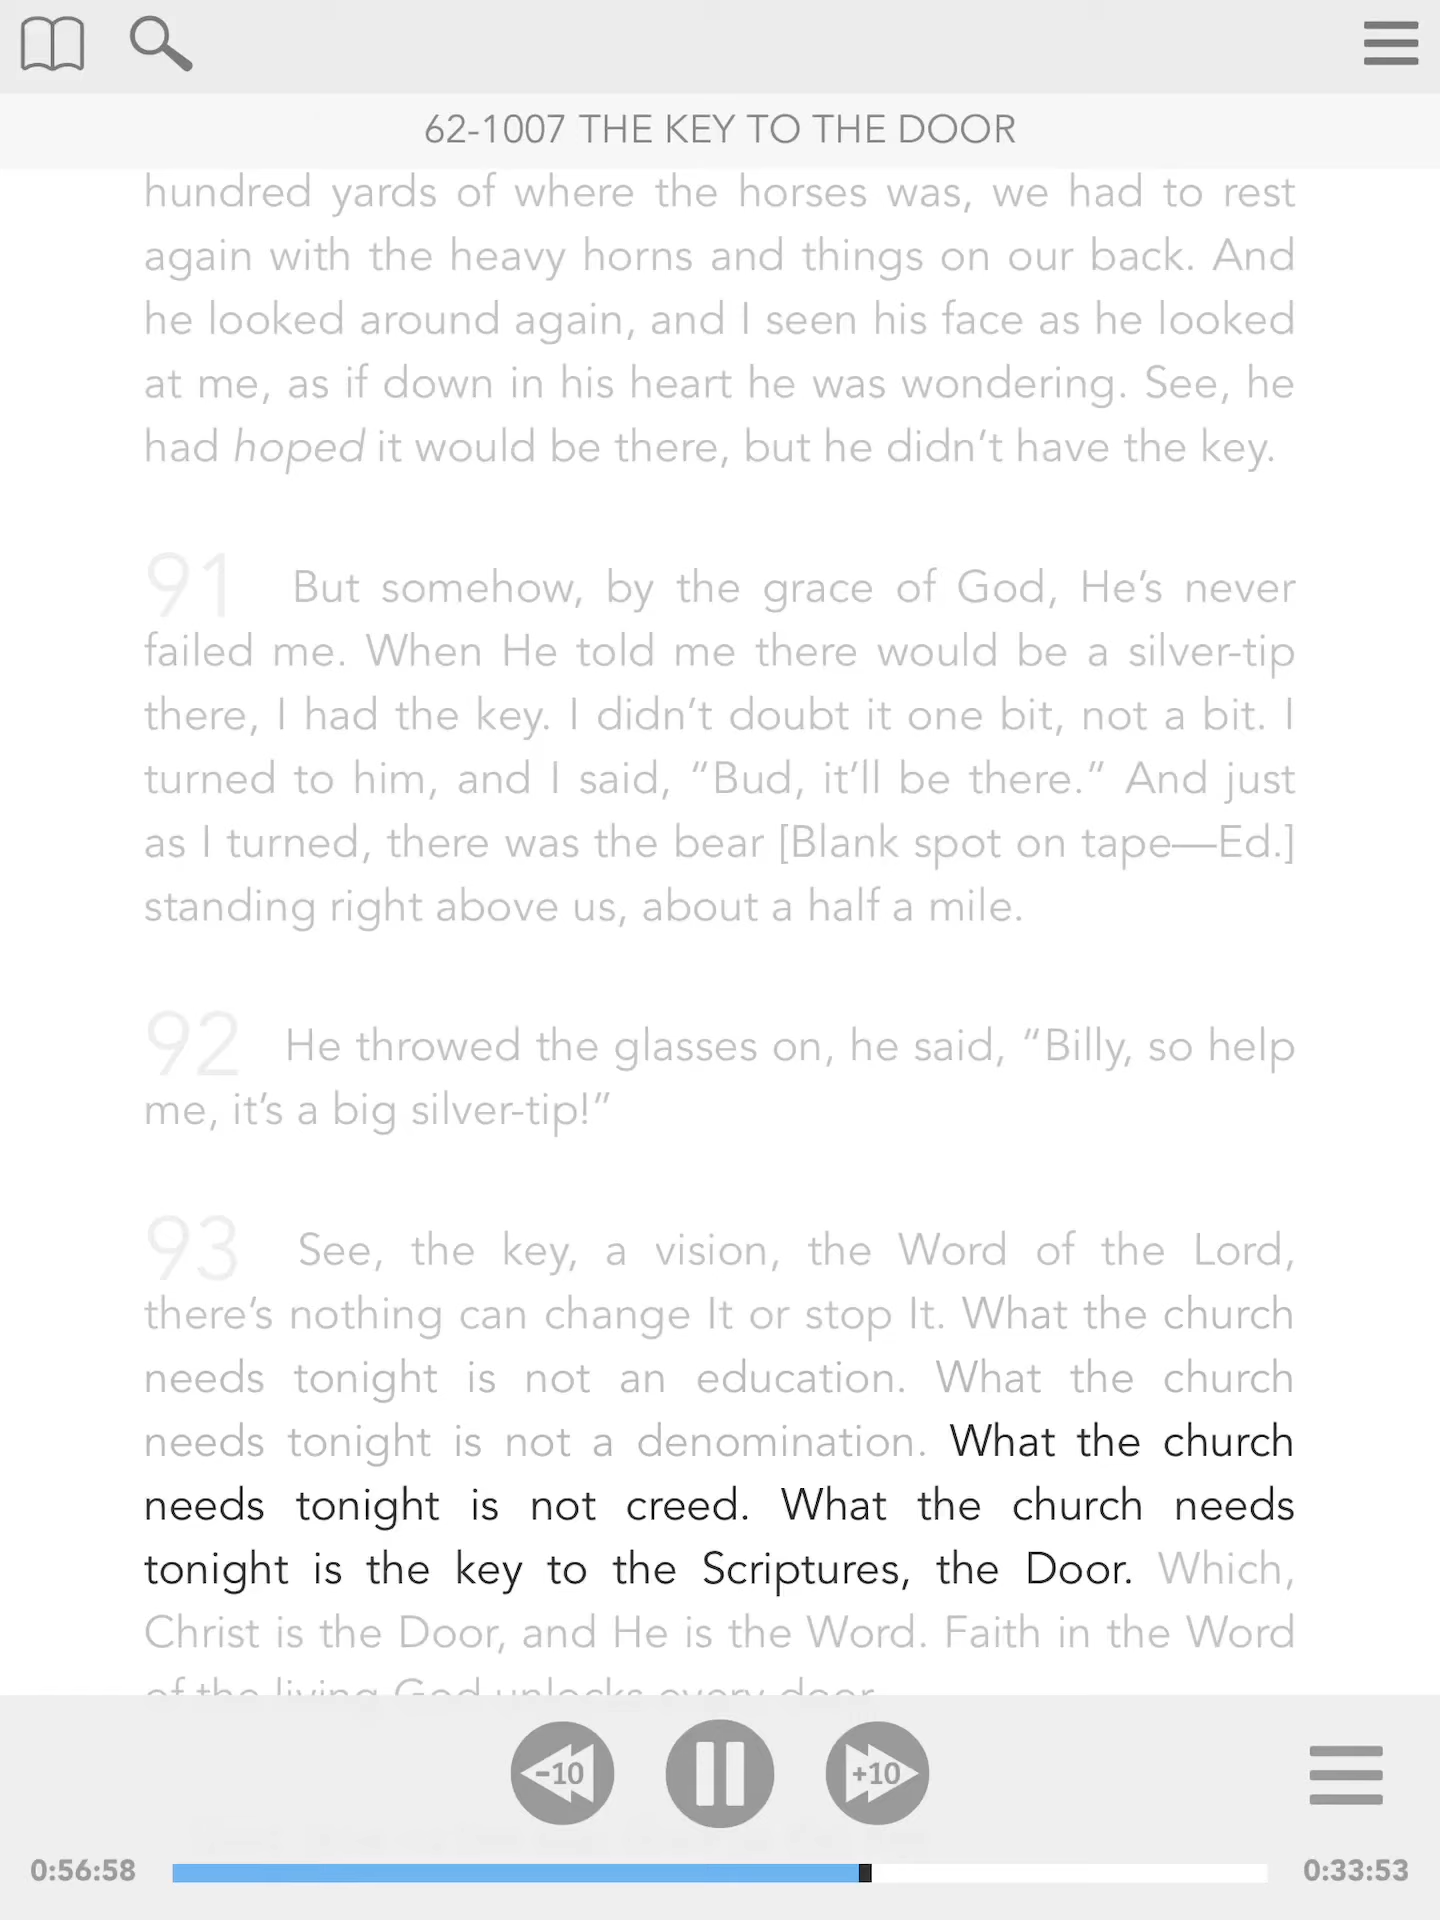 62-1007 THE KEY TO THE DOOR
hundred yards of where the horses was, we had to rest
again with the heavy horns and things on our back. And
he looked around again, and I seen his face as he looked
at me, as if down in his heart he was wondering. See, he
had hoped it would be there, but he didn’t have the key.
91 But somehow, by the grace of God, He’s never
failed me. When He told me there would be a silver-tip
there, I had the key. I didn’t doubt it one bit, not a bit. I
turned to him, and I said, “Bud, it’ll be there.” And just
as I turned, there was the bear [Blank spot on tape—Ed.]
standing right above us, about a half a mile.
92 He throwed the glasses on, he said, “Billy, so help
me, it’s a big silver-tip!”
93 See, the key, a vision, the Word of the Lord,
there’s nothing can change It or stop It. What the church
needs tonight is not an education. What the church
needs tonight is not a denomination. What the church
needs tonight is not creed. What the church needs
tonight is the key to the Scriptures, the Door. Which,
Christ is the Door, and He is the Word. Faith in the Word
of the living God unlocks every door.
-10 +10
0:56:58 0:33:53